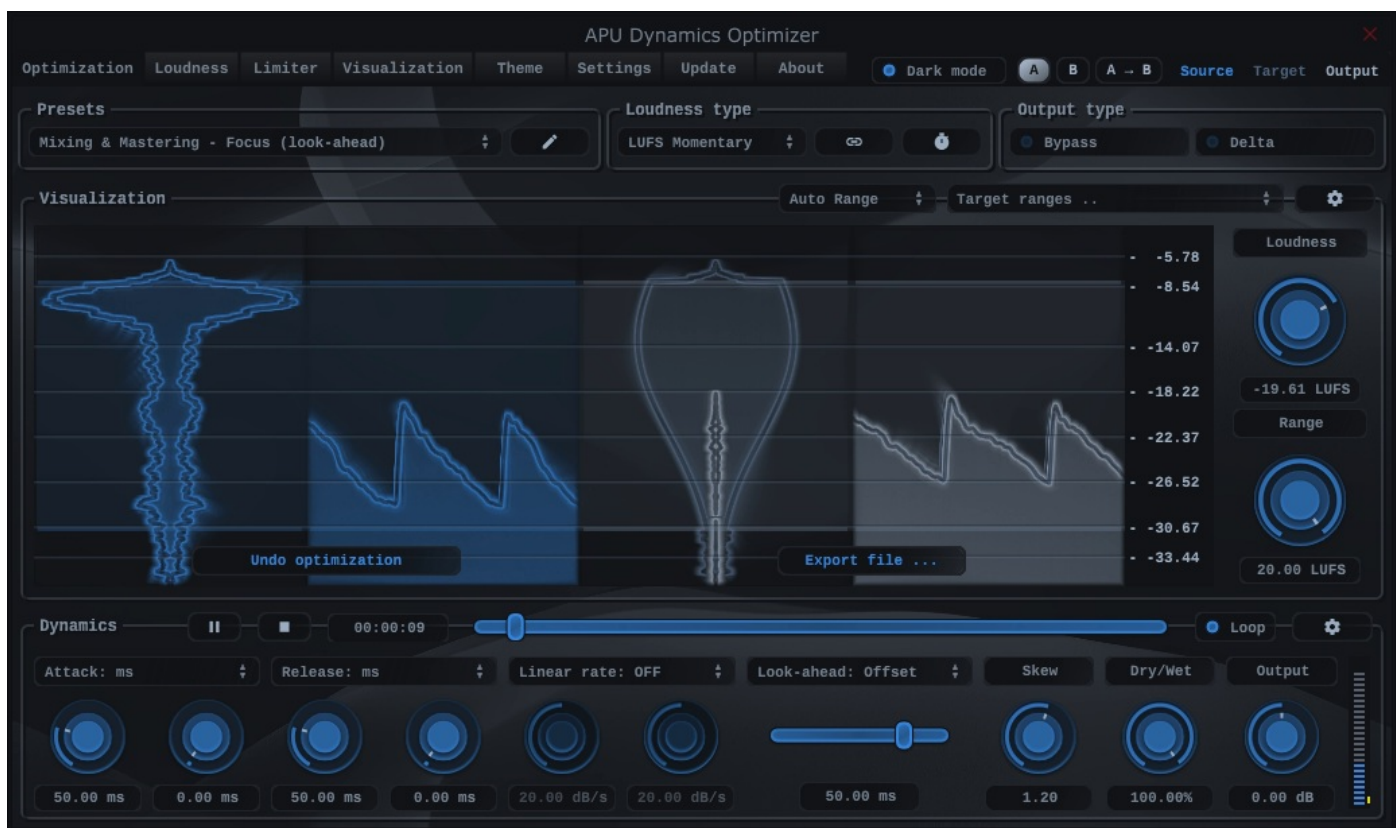 APU Dynamics Optimizer
Optimization Loudness Limiter Visualization Theme Settings Update About Dark mode A B A → B Source Target Output
Presets
Mixing & Mastering - Focus (look-ahead)
Loudness type
LUFS Momentary
Output type
Bypass Delta
Visualization Auto Range Target ranges ..
- -5.78
- -8.54
- -14.07
- -18.22
- -22.37
- -26.52
- -30.67
- -33.44
Loudness
-19.61 LUFS
Range
20.00 LUFS
Undo optimization Export file ...
Dynamics 00:00:09 Loop
Attack: ms Release: ms Linear rate: OFF Look-ahead: Offset Skew Dry/Wet Output
50.00 ms 0.00 ms 50.00 ms 0.00 ms 20.00 dB/s 20.00 dB/s 50.00 ms 1.20 100.00% 0.00 dB